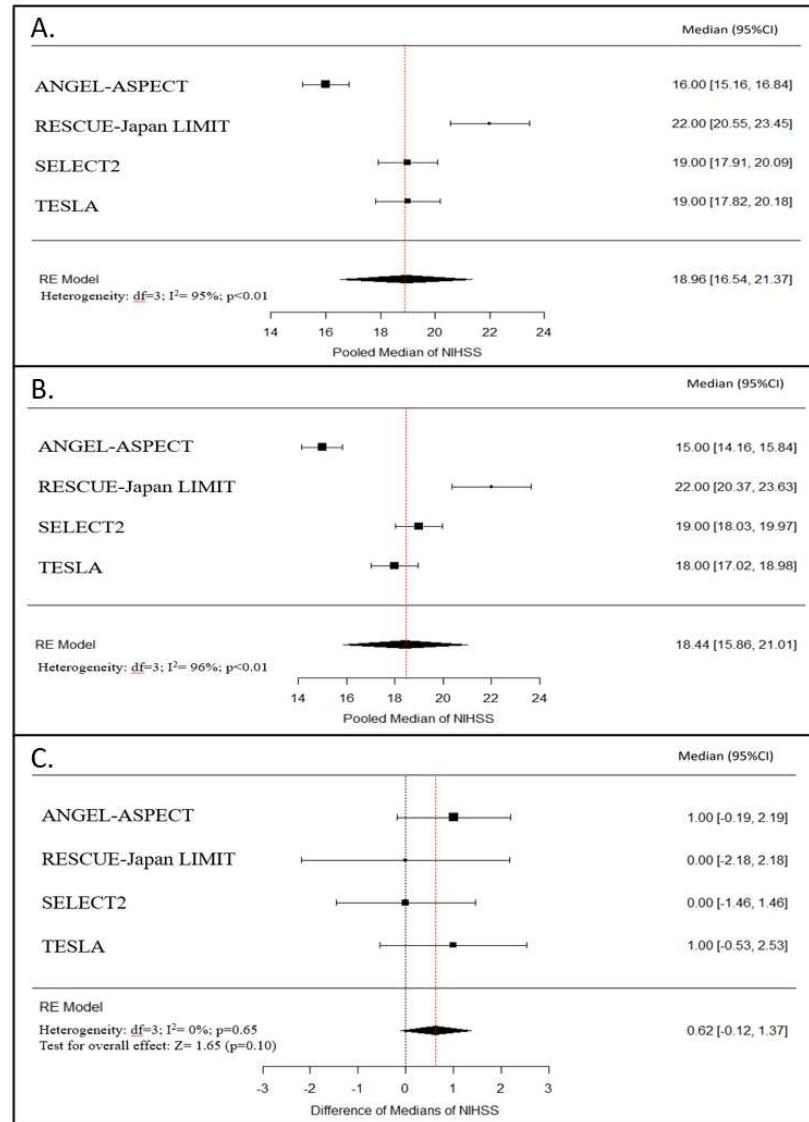 A.
Median (95%CI)
ANGEL-ASPECT 16.00 [15.16, 16.84]
RESCUE-Japan LIMIT 22.00 [20.55, 23.45]
SELECT2 19.00 [17.91, 20.09]
TESLA 19.00 [17.82, 20.18]
RE Model 18.96 [16.54, 21.37]
Heterogeneity: df=3; I²= 95%; p<0.01
14 16 18 20 22 24
Pooled Median of NIHSS
B.
Median (95%CI)
ANGEL-ASPECT 15.00 [14.16, 15.84]
RESCUE-Japan LIMIT 22.00 [20.37, 23.63]
SELECT2 19.00 [18.03, 19.97]
TESLA 18.00 [17.02, 18.98]
RE Model 18.44 [15.86, 21.01]
Heterogeneity: df=3; I²= 96%; p<0.01
14 16 18 20 22 24
Pooled Median of NIHSS
C.
Median (95%CI)
ANGEL-ASPECT 1.00 [-0.19, 2.19]
RESCUE-Japan LIMIT 0.00 [-2.18, 2.18]
SELECT2 0.00 [-1.46, 1.46]
TESLA 1.00 [-0.53, 2.53]
RE Model
Heterogeneity: df=3; I²= 0%; p=0.65
Test for overall effect: Z= 1.65 (p=0.10) 0.62 [-0.12, 1.37]
-3 -2 -1 0 1 2 3
Difference of Medians of NIHSS